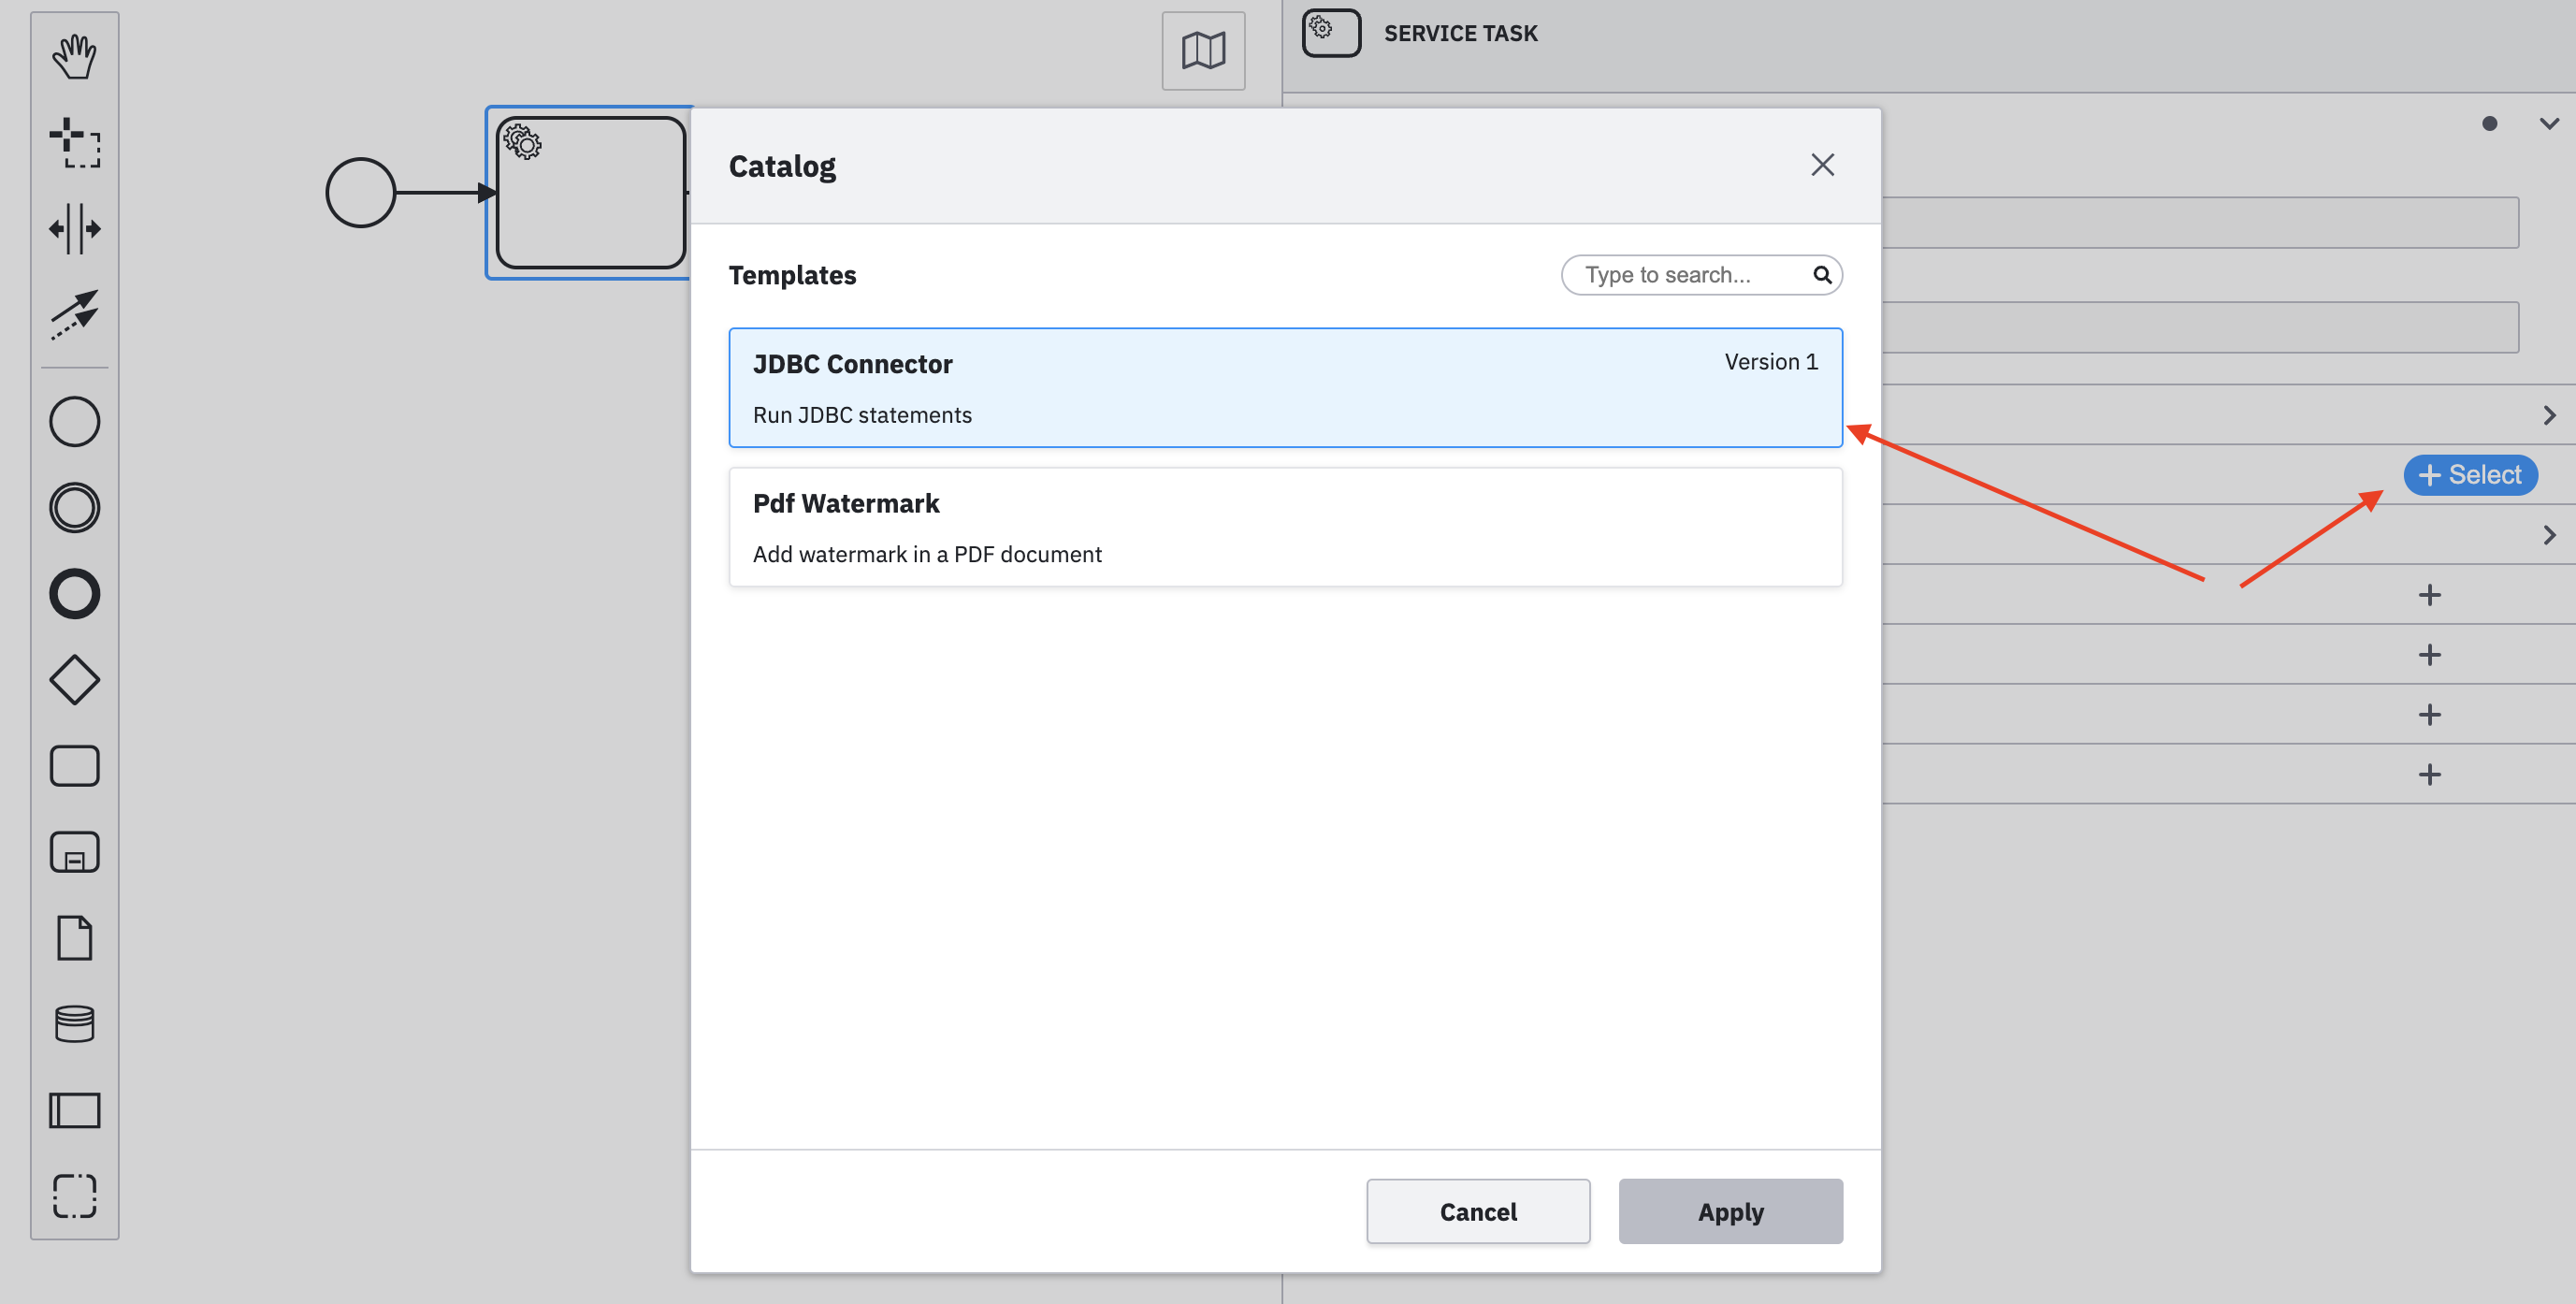 SERVICE TASK
Catalog
Templates
Type to search...
JDBC Connector
Version 1
Run JDBC statements
Select
Pdf Watermark
Add watermark in a PDF document
Cancel
Apply